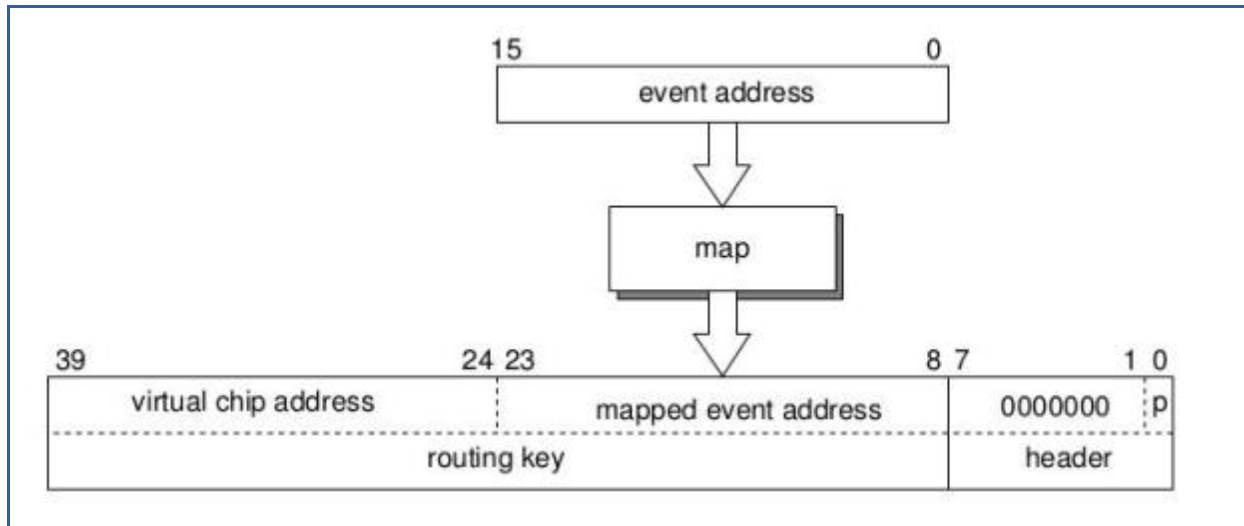 15 0
event address
map
39 24 23 8 7 1 0
virtual chip address mapped event address 0000000 p
routing key header